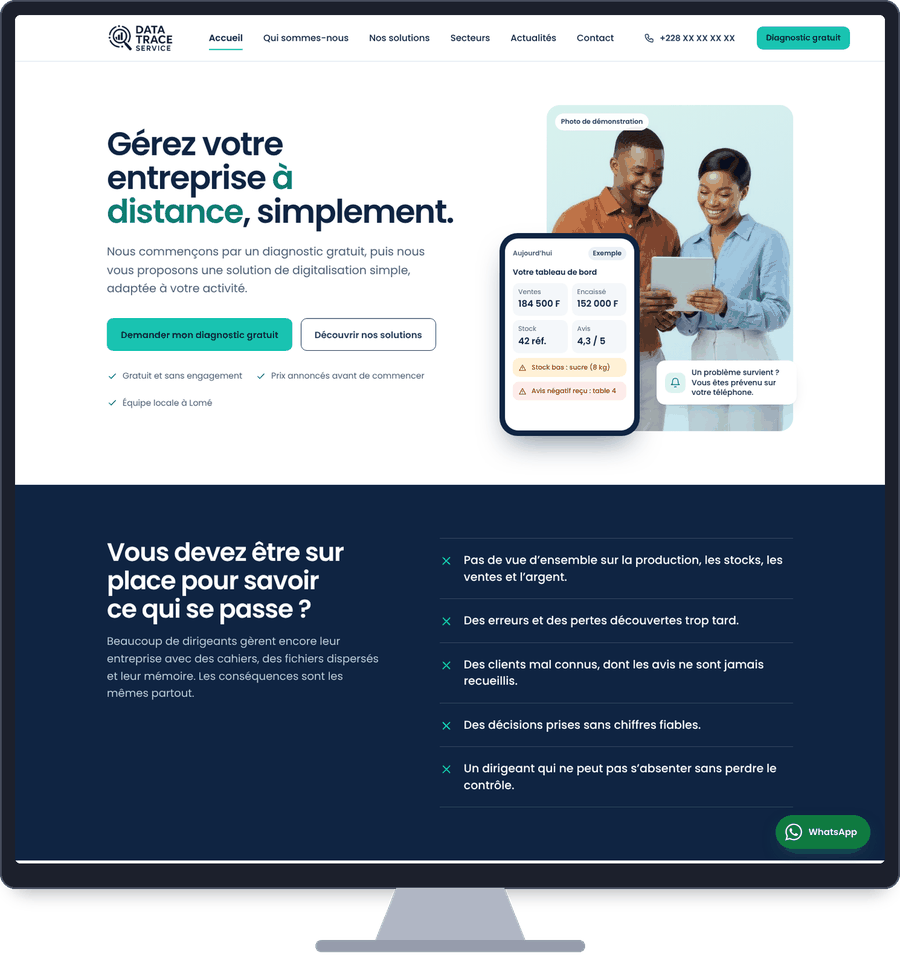 DATA
TRACE
SERVICE
Accueil
Qui sommes-nous
Nos solutions
Secteurs
Actualités
Contact
+228 XX XX XX XX
Diagnostic gratuit
Gérez votre
entreprise à
distance, simplement.
Nous commençons par un diagnostic gratuit, puis nous
vous proposons une solution de digitalisation simple,
adaptée à votre activité.
Demander mon diagnostic gratuit
Découvrir nos solutions
Gratuit et sans engagement
Prix annoncés avant de commencer
Équipe locale à Lomé
Photo de démonstration
Aujourd'hui
Exemple
Votre tableau de bord
Ventes
184 500 F
Encaissé
152 000 F
Stock
42 réf.
Avis
4,3 / 5
Stock bas : sucre (8 kg)
Avis négatif reçu : table 4
Un problème survient ?
Vous êtes prévenu sur
votre téléphone.
Vous devez être sur
place pour savoir
ce qui se passe ?
Beaucoup de dirigeants gèrent encore leur
entreprise avec des cahiers, des fichiers dispersés
et leur mémoire. Les conséquences sont les
mêmes partout.
Pas de vue d'ensemble sur la production, les stocks, les
ventes et l'argent.
Des erreurs et des pertes découvertes trop tard.
Des clients mal connus, dont les avis ne sont jamais
recueillis.
Des décisions prises sans chiffres fiables.
Un dirigeant qui ne peut pas s'absenter sans perdre le
contrôle.
WhatsApp